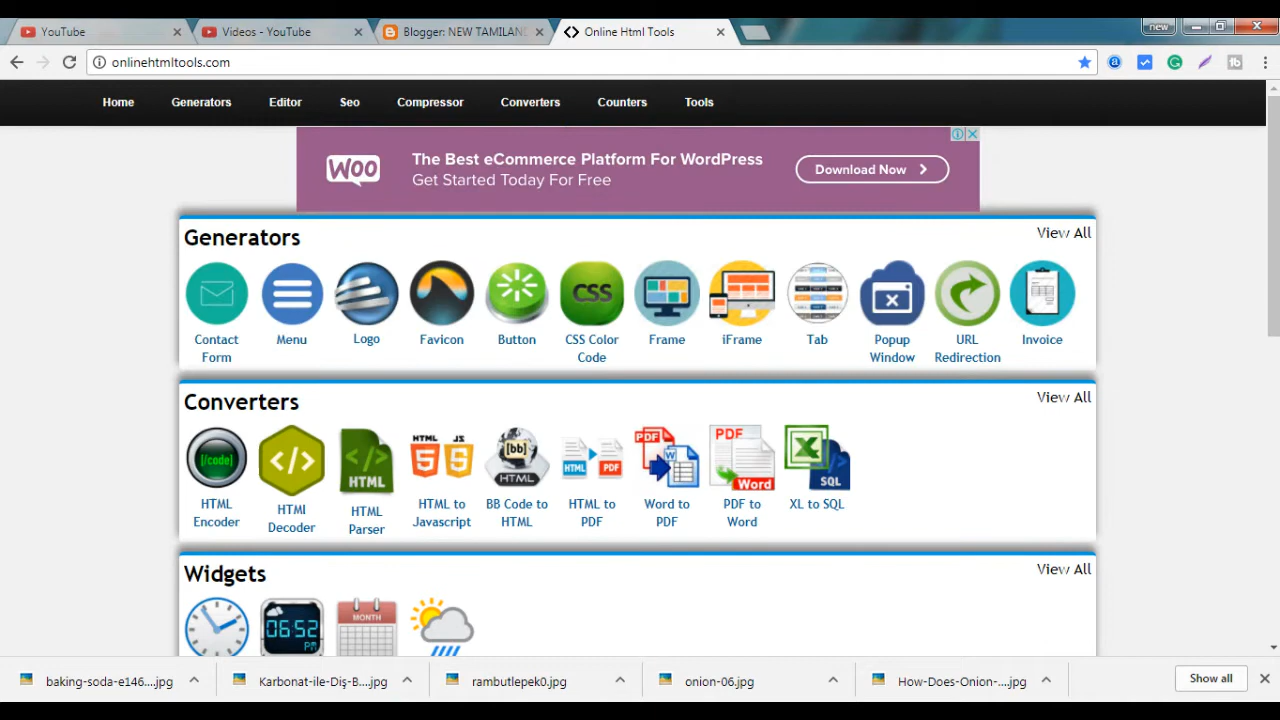 YouTube
Videos - YouTube
Blogger: NEW TAMILAN
Online Html Tools
new
onlinehtmltools.com
Home Generators Editor Seo Compressor Converters Counters Tools
WOO
The Best eCommerce Platform For WordPress
Get Started Today For Free
Download Now
Generators
View All
CSS
Contact Form
Menu
Logo
Favicon
Button
CSS Color Code
Frame
iFrame
Tab
Popup Window
URL Redirection
Invoice
Converters
View All
[/code]
</>
</> HTML
HTML 5 JS 5
[bb] HTML
HTML PDF
PDF W
PDF Word
X SQL
HTML Encoder
HTMl Decoder
HTML Parser
HTML to Javascript
BB Code to HTML
HTML to PDF
Word to PDF
PDF to Word
XL to SQL
Widgets
View All
06:52 PM
MONTH
baking-soda-e146....jpg
Karbonat-ile-Diş-B....jpg
rambutlepek0.jpg
onion-06.jpg
How-Does-Onion-....jpg
Show all